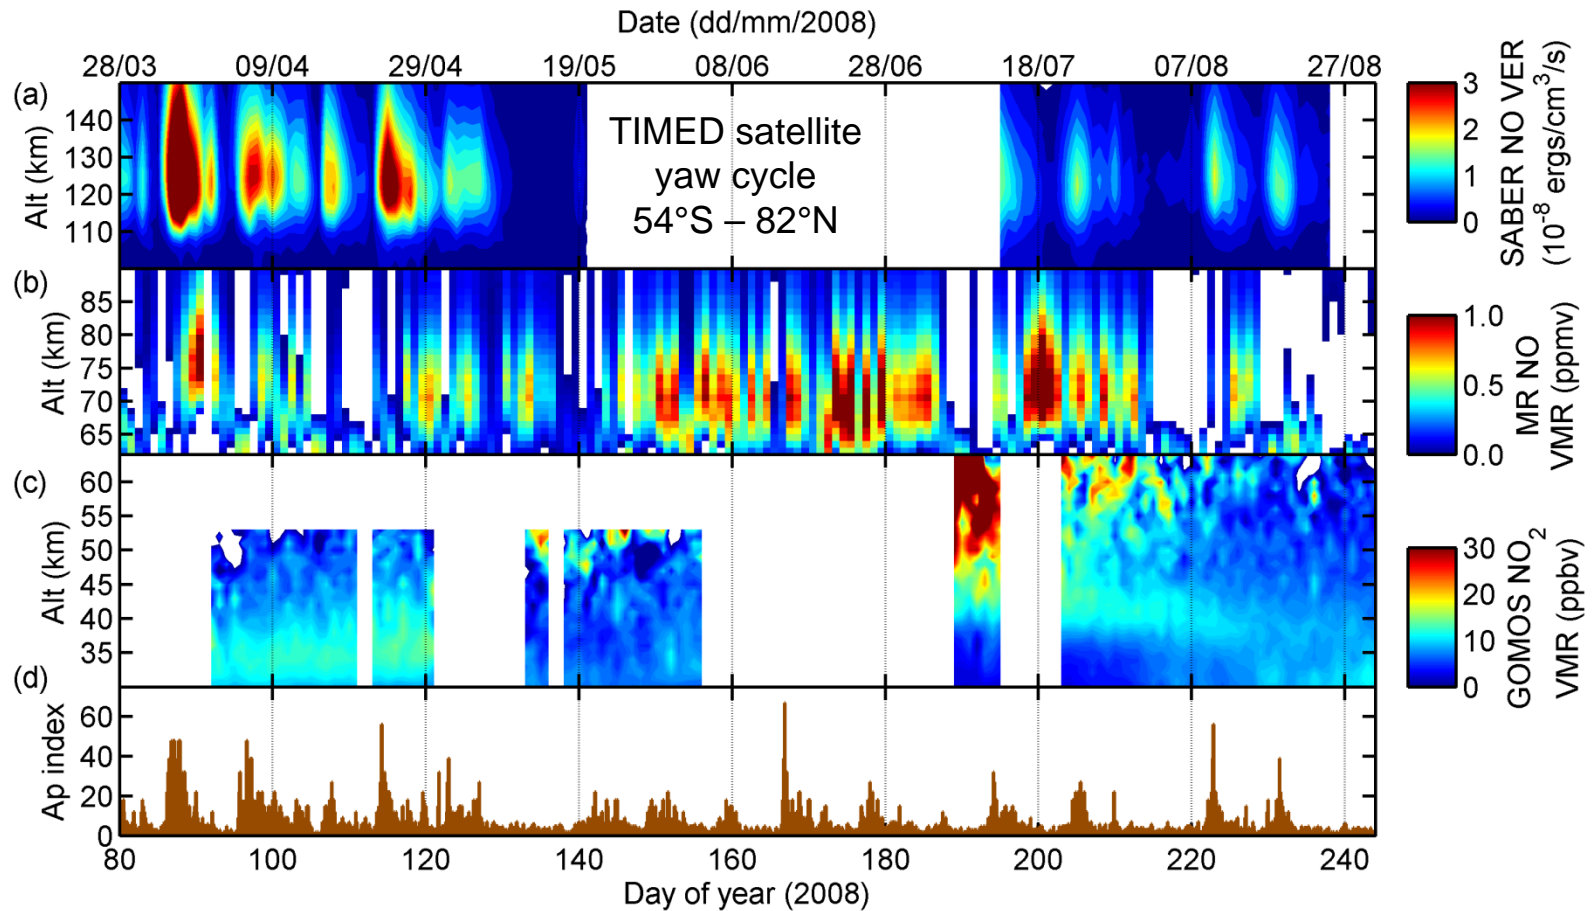 Date (dd/mm/2008)
28/03 09/04 29/04 19/05 08/06 28/06 18/07 07/08 27/08
(a)
Alt (km)
140
130
120
110
TIMED satellite
yaw cycle
54°S – 82°N
3
2
1
0
SABER NO VER
(10⁻⁸ ergs/cm³/s)
(b)
Alt (km)
85
80
75
70
65
1.0
0.5
0.0
MR NO
VMR (ppmv)
(c)
Alt (km)
60
55
50
45
40
35
30
20
10
0
GOMOS NO₂
VMR (ppbv)
(d)
Ap index
60
40
20
0
80 100 120 140 160 180 200 220 240
Day of year (2008)